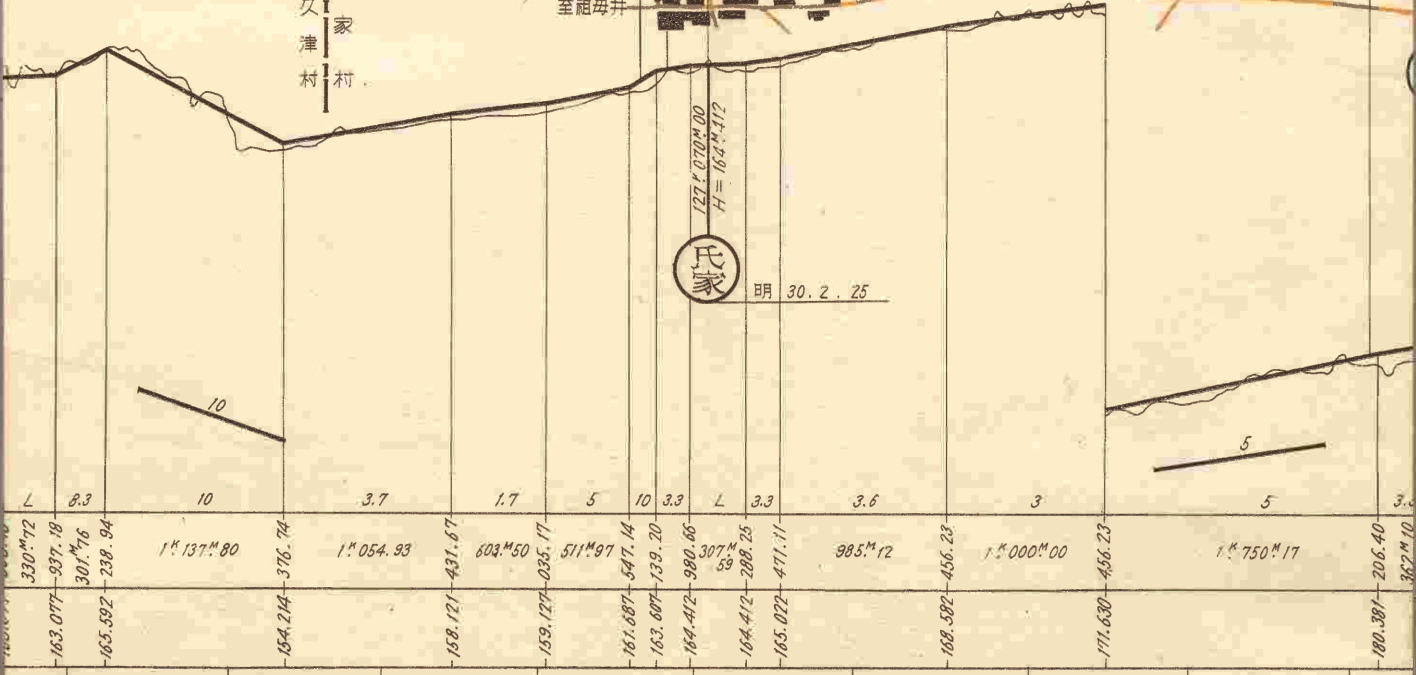 久
津
村
家
村
至祖毋井
127ᴷ070ᴹ00
H = 164ᴹ412
氏家
明 30. 2. 25
10
5
L 8.3 10 3.7 1.7 5 10 3.3 L 3.3 3.6 3 5
330ᴹ72 301ᴹ76 1ᴷ137ᴹ80 1ᴷ054.93 603ᴹ50 511ᴹ97 307ᴹ59 985ᴹ12 1ᴷ000ᴹ00 1ᴷ750ᴹ17 362ᴹ10
937.18 238.94 376.74 431.67 035.17 547.14 139.20 980.66 288.25 471.11 456.23 456.23 206.40
163.077 165.592 154.214 158.121 159.127 161.687 163.607 164.412 164.412 165.022 168.582 171.630 180.381